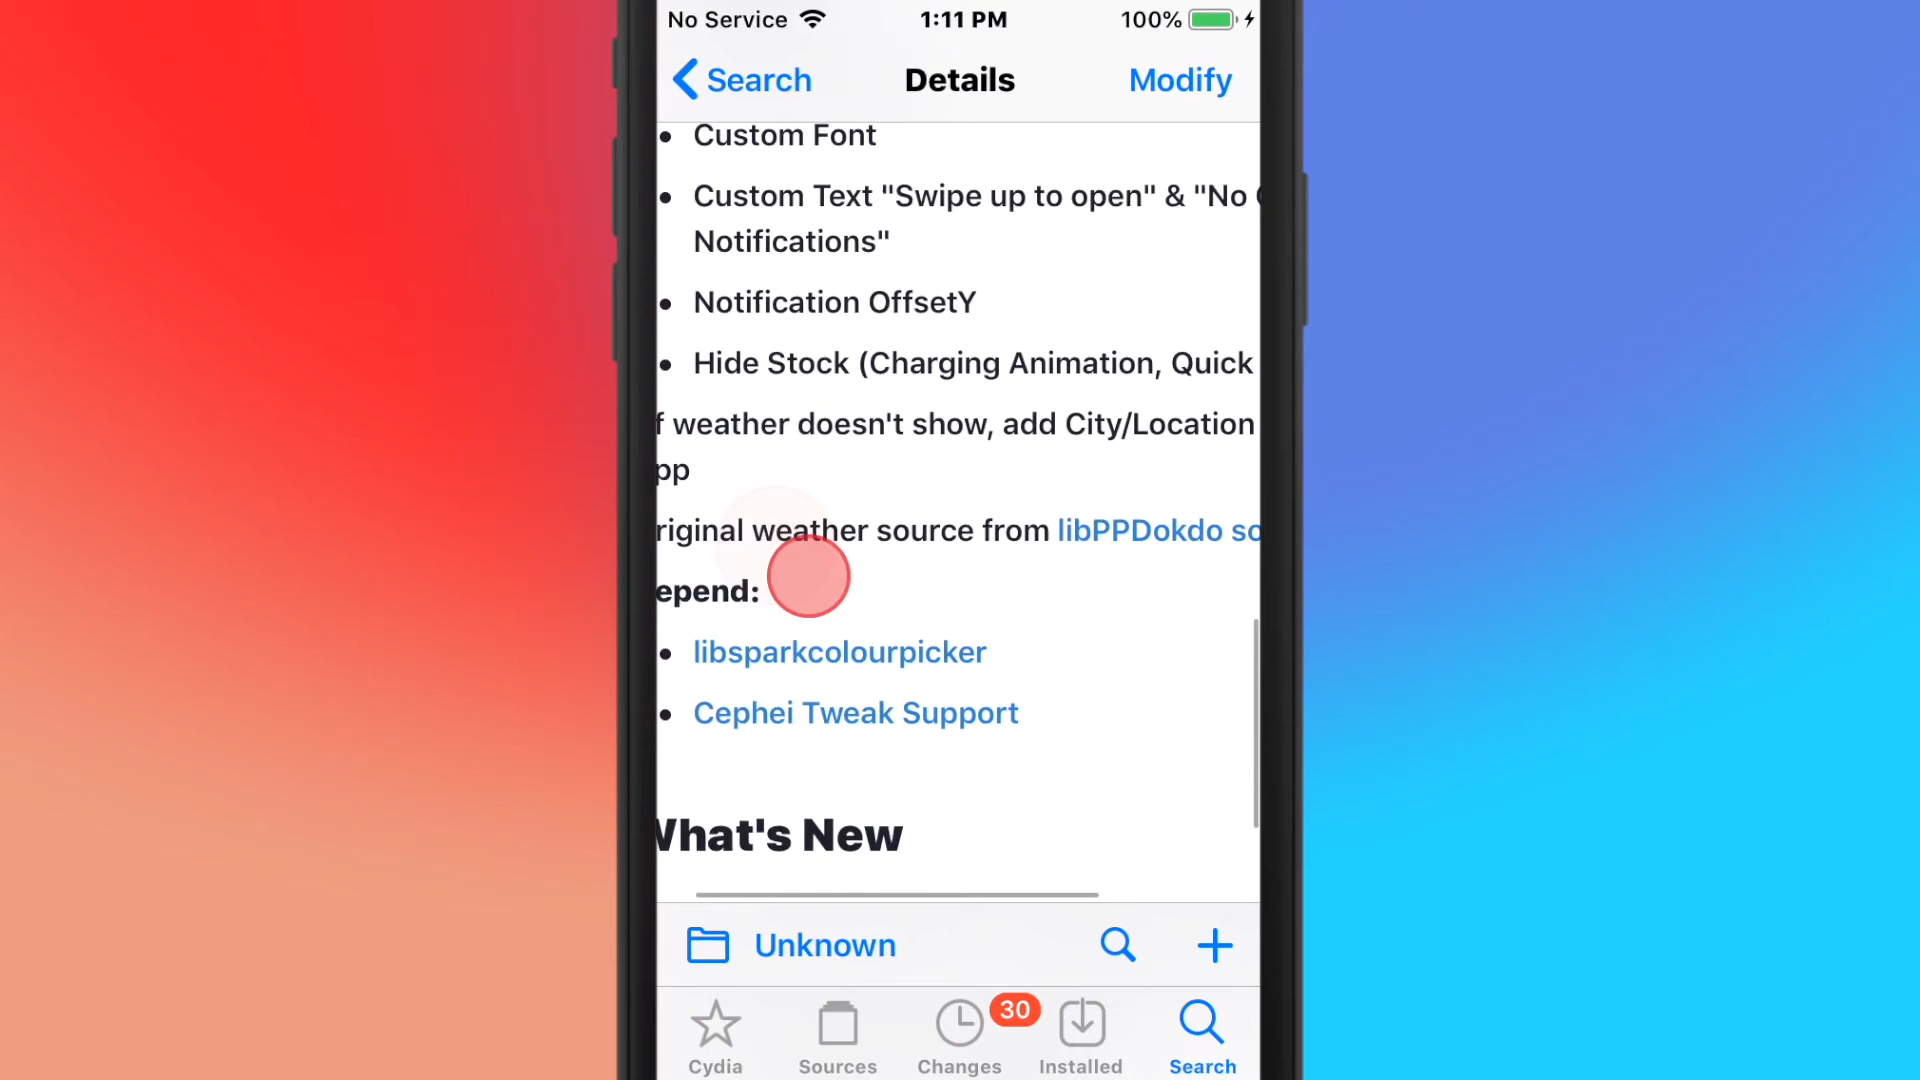 No Service 1:11 PM 100%
Search Details Modify
Custom Font
Custom Text "Swipe up to open" & "No
Notifications"
Notification OffsetY
Hide Stock (Charging Animation, Quick
f weather doesn't show, add City/Location
pp
riginal weather source from libPPDokdo so
epend:
libsparkcolourpicker
Cephei Tweak Support
What's New
Unknown
30
Cydia Sources Changes Installed Search